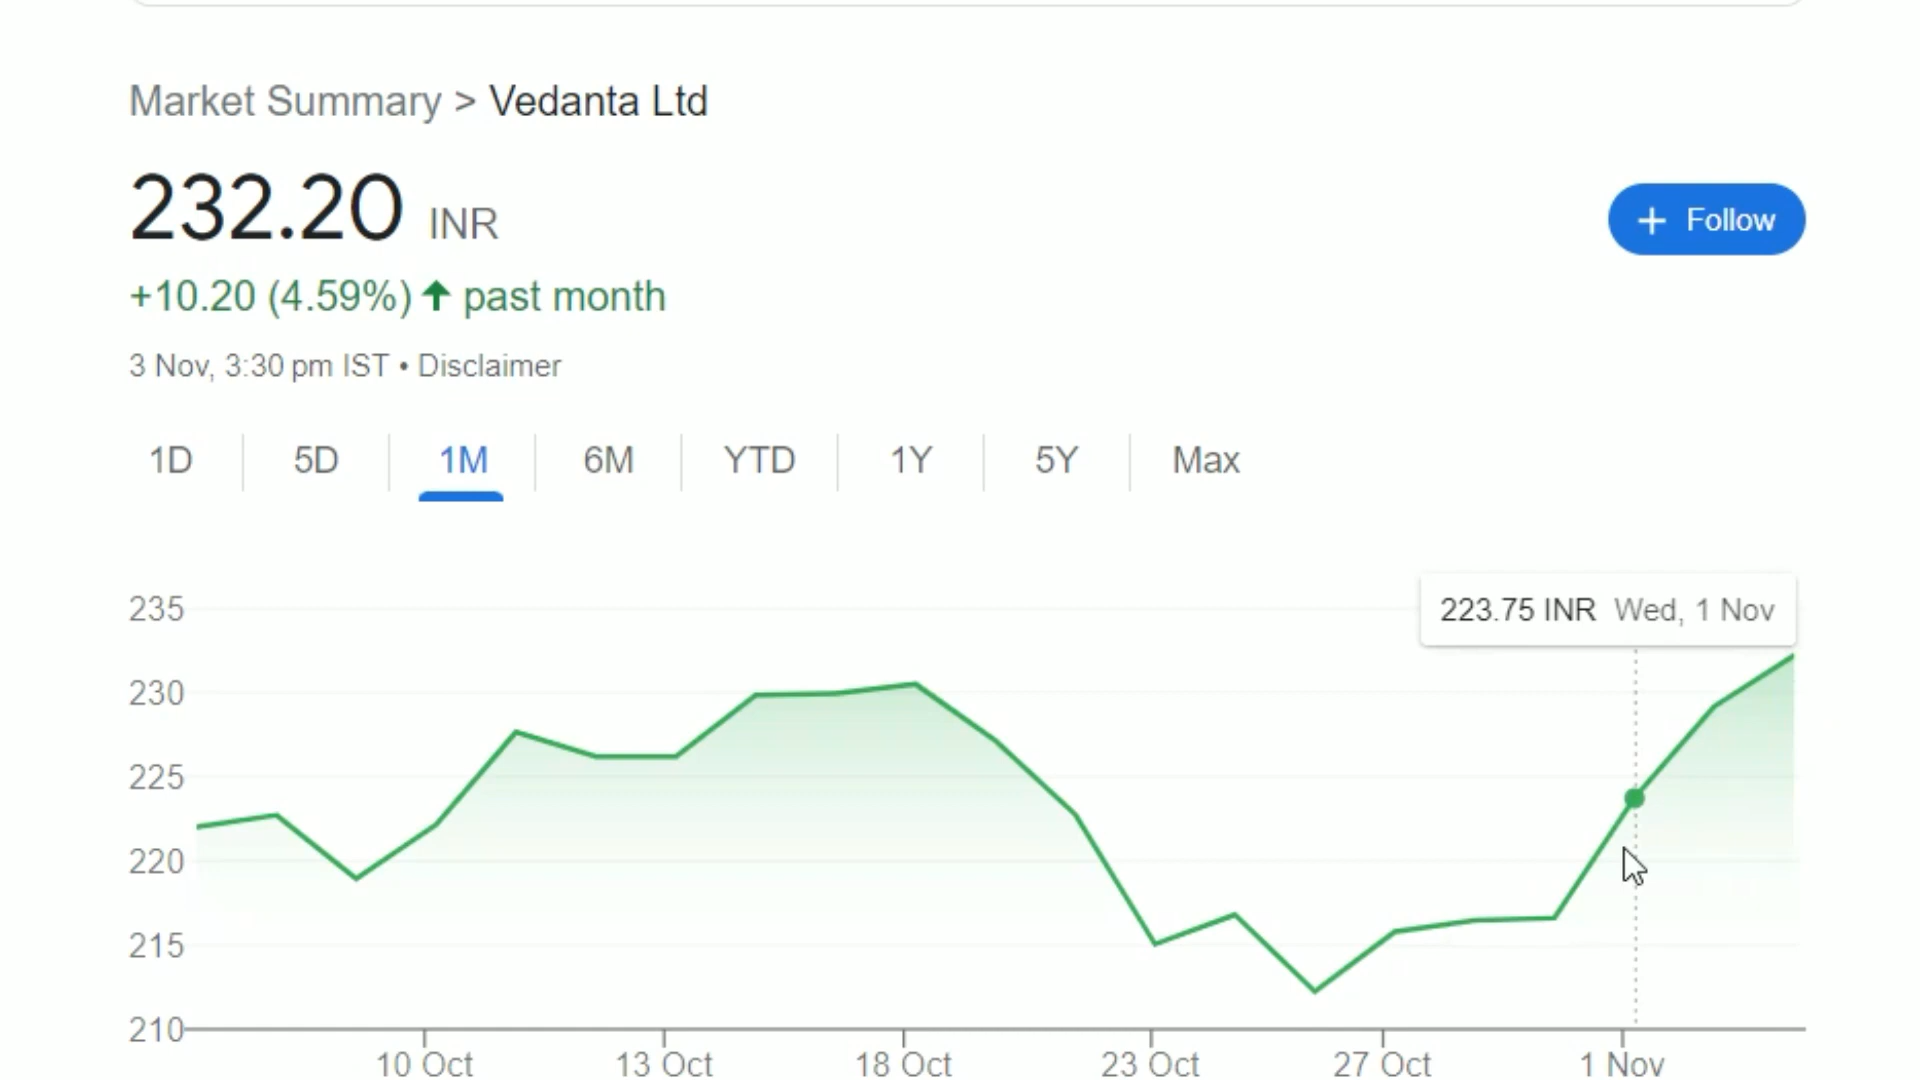 Market Summary > Vedanta Ltd
232.20 INR
+ Follow
+10.20 (4.59%) ↑ past month
3 Nov, 3:30 pm IST • Disclaimer
1D 5D 1M 6M YTD 1Y 5Y Max
223.75 INR Wed, 1 Nov
235
230
225
220
215
210
10 Oct 13 Oct 18 Oct 23 Oct 27 Oct 1 Nov